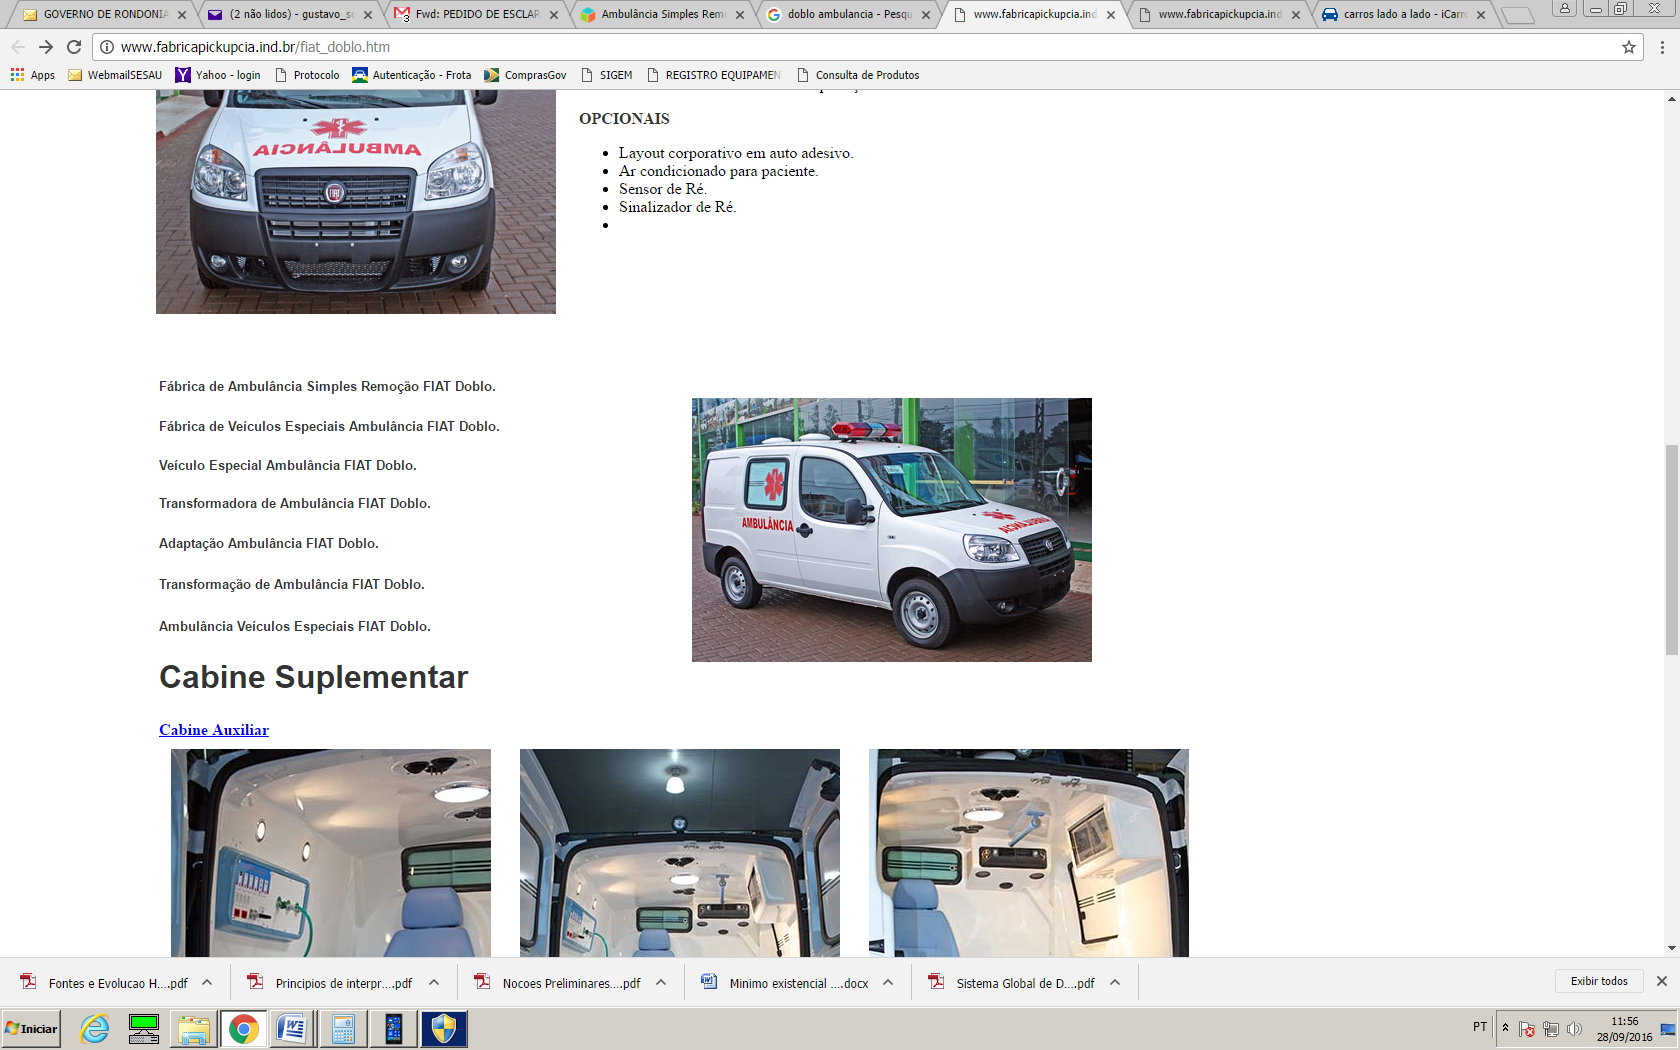 GOVERNO DE RONDONIA
(2 não lidos) - gustavo_sc
Fwd: PEDIDO DE ESCLAR
Ambulância Simples Remo
doblo ambulancia - Pesqu
www.fabricapickupcia.ind
www.fabricapickupcia.ind
carros lado a lado - iCarro
www.fabricapickupcia.ind.br/fiat_doblo.htm
Apps
WebmailSESAU
Yahoo - login
Protocolo
Autenticação - Frota
ComprasGov
SIGEM
REGISTRO EQUIPAMEN
Consulta de Produtos
AMBULÂNCIA
FIAT
OPCIONAIS
Layout corporativo em auto adesivo.
Ar condicionado para paciente.
Sensor de Ré.
Sinalizador de Ré.
Fábrica de Ambulância Simples Remoção FIAT Doblo.
Fábrica de Veículos Especiais Ambulância FIAT Doblo.
Veículo Especial Ambulância FIAT Doblo.
Transformadora de Ambulância FIAT Doblo.
Adaptação Ambulância FIAT Doblo.
Transformação de Ambulância FIAT Doblo.
Ambulância Veículos Especiais FIAT Doblo.
AMBULÂNCIA
AMBULÂNCIA
Cabine Suplementar
Cabine Auxiliar
Fontes e Evolucao H....pdf
Principios de interpr....pdf
Nocoes Preliminares....pdf
Minimo existencial ....docx
Sistema Global de D....pdf
Exibir todos
Iniciar
PT
11:56
28/09/2016